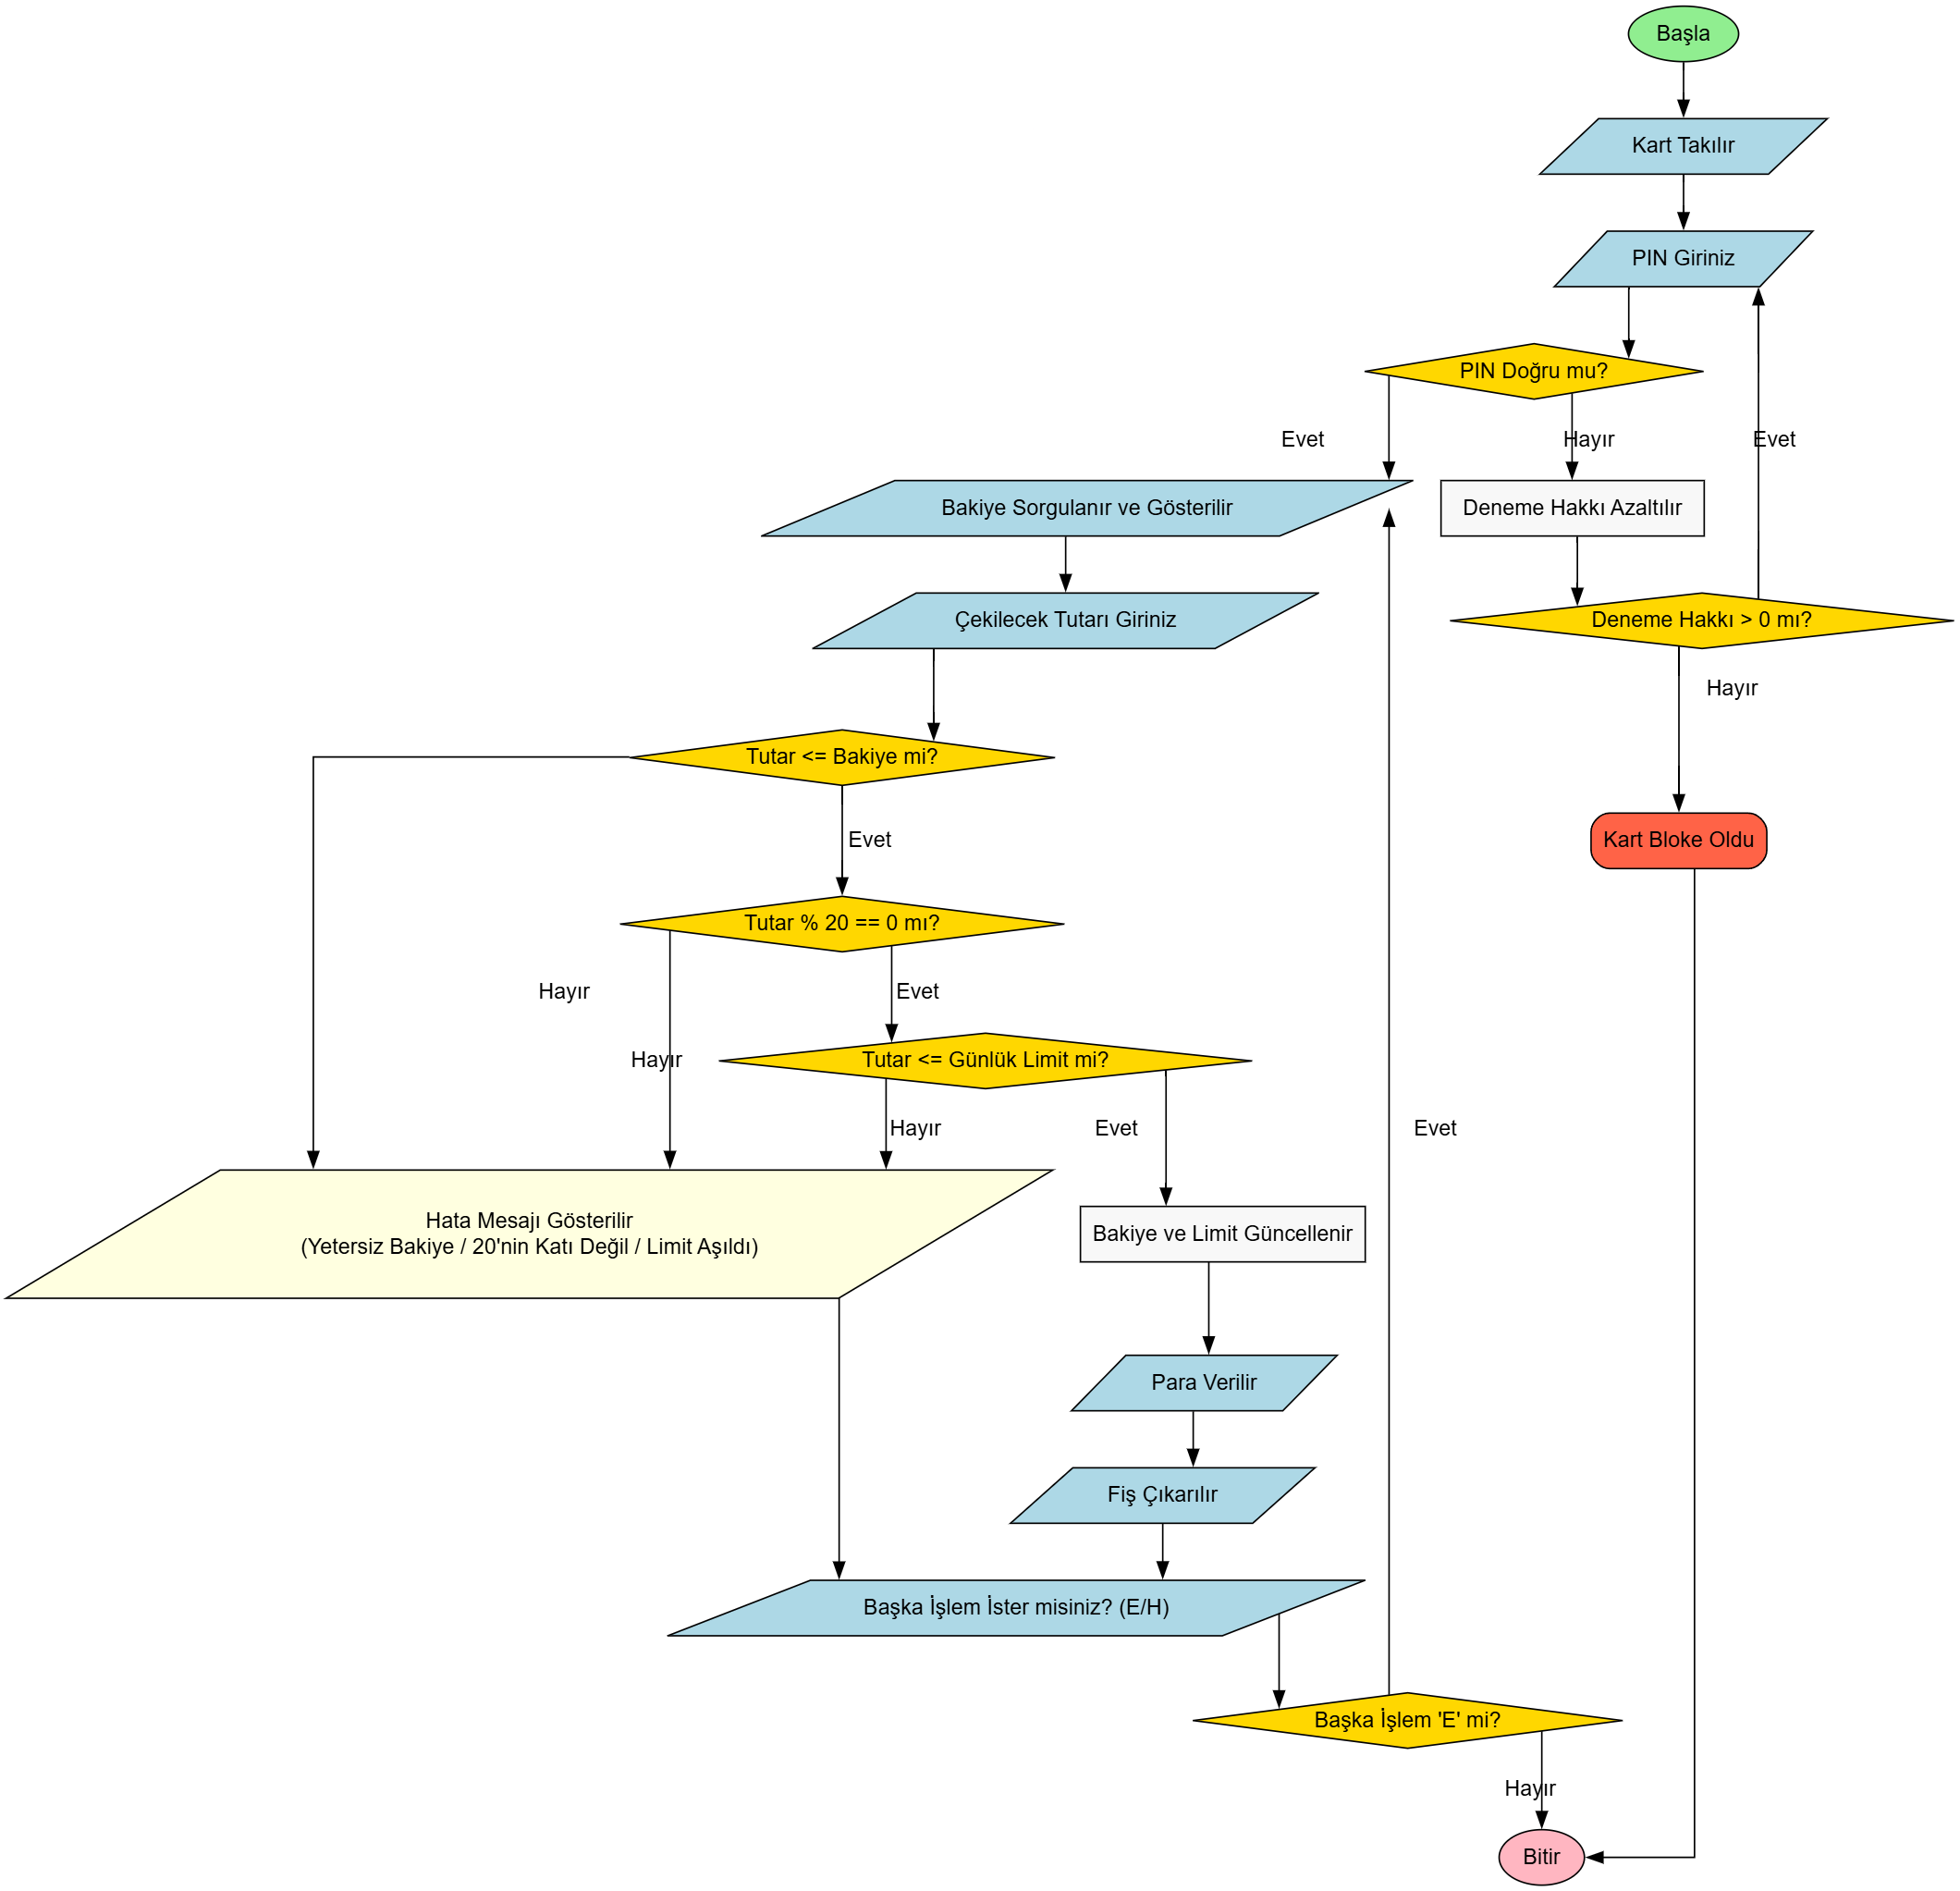 Başla
Kart Takılır
PIN Giriniz
PIN Doğru mu?
Evet
Hayır
Evet
Bakiye Sorgulanır ve Gösterilir
Deneme Hakkı Azaltılır
Çekilecek Tutarı Giriniz
Deneme Hakkı > 0 mı?
Hayır
Tutar <= Bakiye mi?
Evet
Kart Bloke Oldu
Tutar % 20 == 0 mı?
Hayır
Evet
Hayır
Tutar <= Günlük Limit mi?
Hayır
Evet
Evet
Hata Mesajı Gösterilir
(Yetersiz Bakiye / 20'nin Katı Değil / Limit Aşıldı)
Bakiye ve Limit Güncellenir
Para Verilir
Fiş Çıkarılır
Başka İşlem İster misiniz? (E/H)
Başka İşlem 'E' mi?
Hayır
Bitir